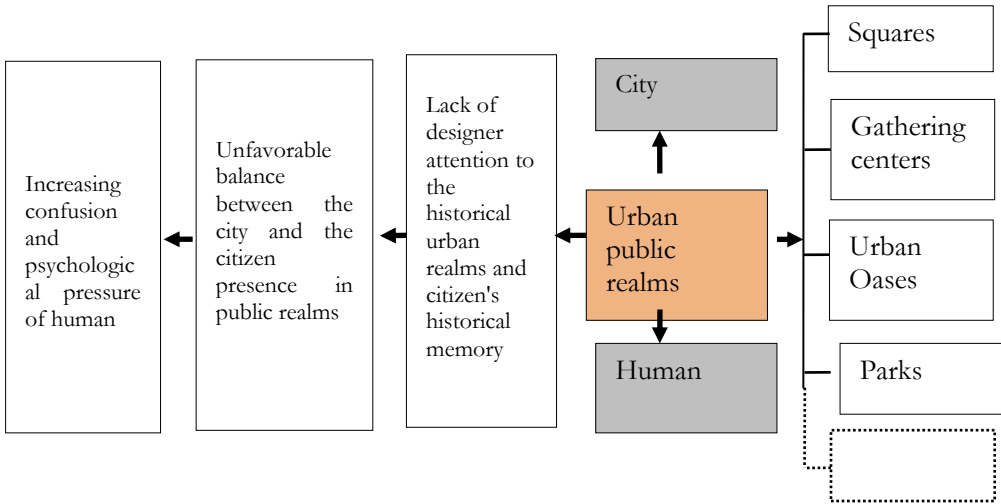 Increasing
confusion
and
psychologic
al pressure
of human
Unfavorable
balance
between the
city and the
citizen
presence in
public realms
Lack of
designer
attention to
the
historical
urban
realms and
citizen's
historical
memory
City
Urban
public
realms
Human
Squares
Gathering
centers
Urban
Oases
Parks